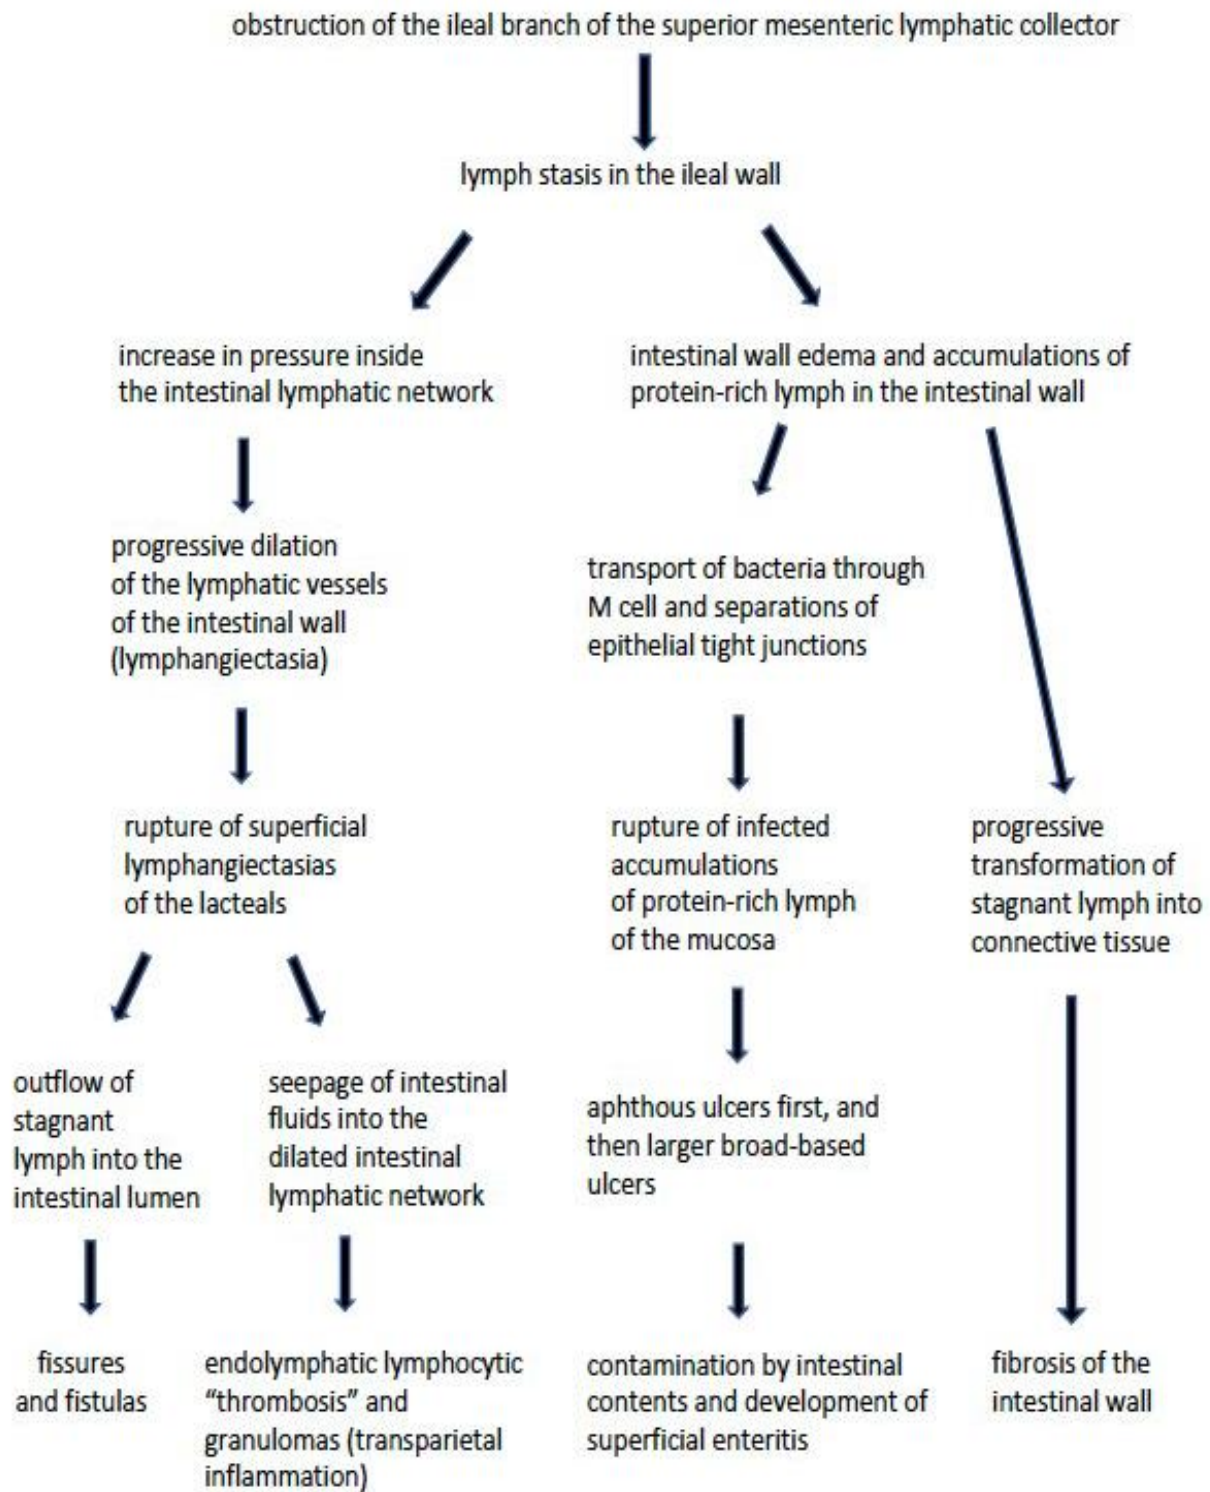 obstruction of the ileal branch of the superior mesenteric lymphatic collector
lymph stasis in the ileal wall
increase in pressure inside
the intestinal lymphatic network
intestinal wall edema and accumulations of
protein-rich lymph in the intestinal wall
progressive dilation
of the lymphatic vessels
of the intestinal wall
(lymphangiectasia)
transport of bacteria through
M cell and separations of
epithelial tight junctions
rupture of superficial
lymphangiectasias
of the lacteals
rupture of infected
accumulations
of protein-rich lymph
of the mucosa
progressive
transformation of
stagnant lymph into
connective tissue
outflow of
stagnant
lymph into the
intestinal lumen
seepage of intestinal
fluids into the
dilated intestinal
lymphatic network
aphthous ulcers first, and
then larger broad-based
ulcers
fissures
and fistulas
endolymphatic lymphocytic
“thrombosis” and
granulomas (transparietal
inflammation)
contamination by intestinal
contents and development of
superficial enteritis
fibrosis of the
intestinal wall